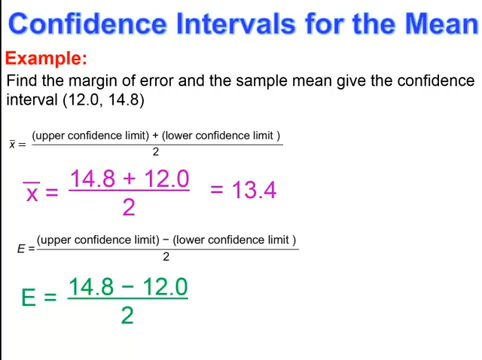 Confidence Intervals for the Mean
Example:
Find the margin of error and the sample mean give the confidence
interval (12.0, 14.8)
x̄ = (upper confidence limit) + (lower confidence limit ) / 2
x̄ = 14.8 + 12.0 / 2 = 13.4
E = (upper confidence limit) − (lower confidence limit ) / 2
E = 14.8 − 12.0 / 2